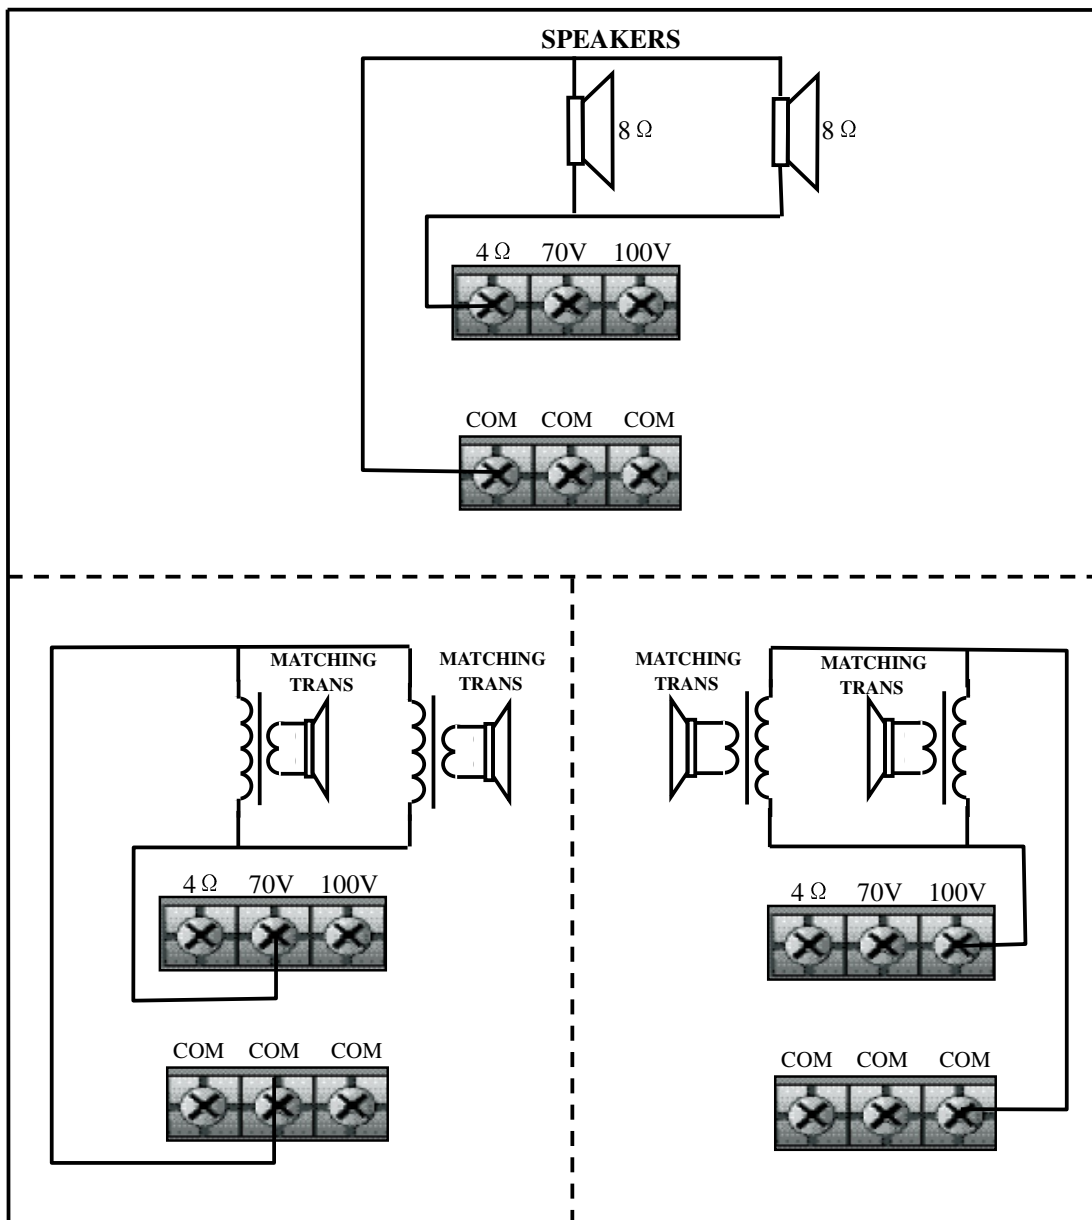 SPEAKERS
8 Ω 8 Ω
4 Ω 70V 100V
COM COM COM
MATCHING
TRANS
MATCHING
TRANS
4 Ω 70V 100V
COM COM COM
MATCHING
TRANS
MATCHING
TRANS
4 Ω 70V 100V
COM COM COM